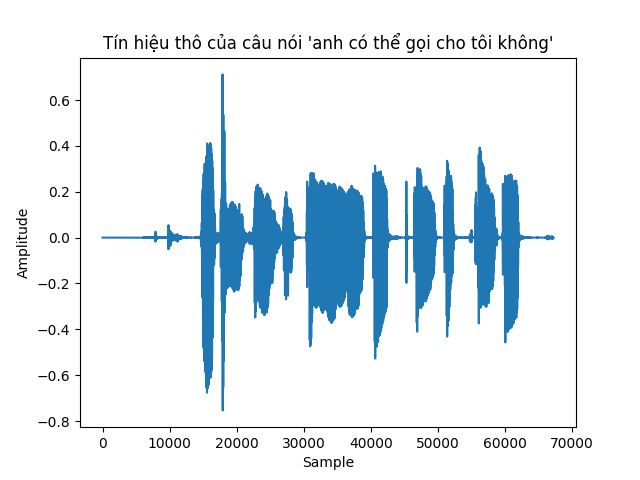 Tín hiệu thô của câu nói 'anh có thể gọi cho tôi không'
0.6
0.4
0.2
0.0
−0.2
−0.4
−0.6
−0.8
Amplitude
0 10000 20000 30000 40000 50000 60000 70000
Sample